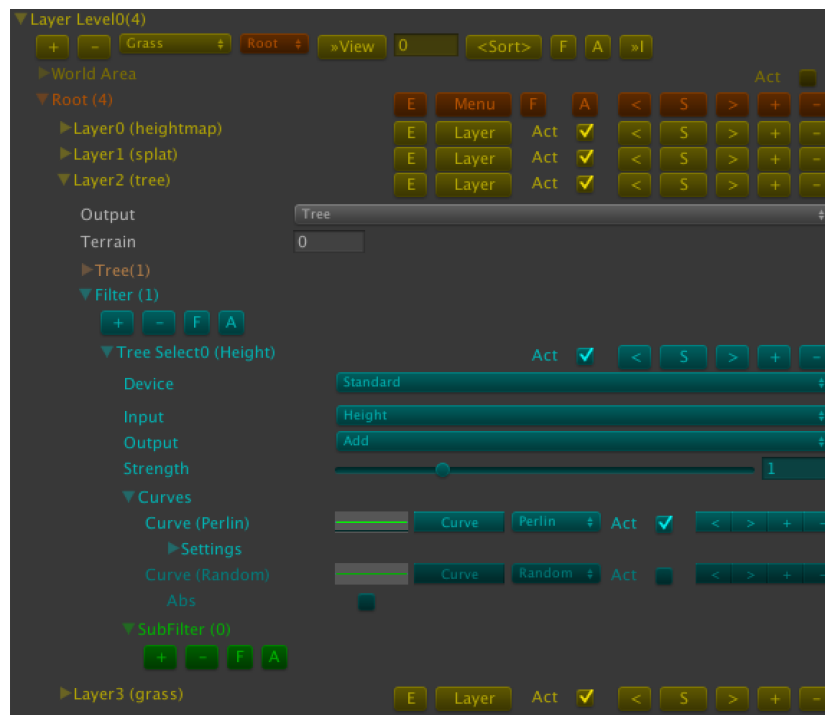 Layer Level0(4)
+ - Grass Root »View 0 <Sort> F A »I
World Area Act
Root (4) E Menu F A < S > + -
Layer0 (heightmap) E Layer Act < S > + -
Layer1 (splat) E Layer Act < S > + -
Layer2 (tree) E Layer Act < S > + -
Output Tree
Terrain 0
Tree(1)
Filter (1)
+ - F A
Tree Select0 (Height) Act < S > + -
Device Standard
Input Height
Output Add
Strength 1
Curves
Curve (Perlin) Curve Perlin Act < > + -
Settings
Curve (Random) Curve Random Act < > + -
Abs
SubFilter (0)
+ - F A
Layer3 (grass) E Layer Act < S > + -